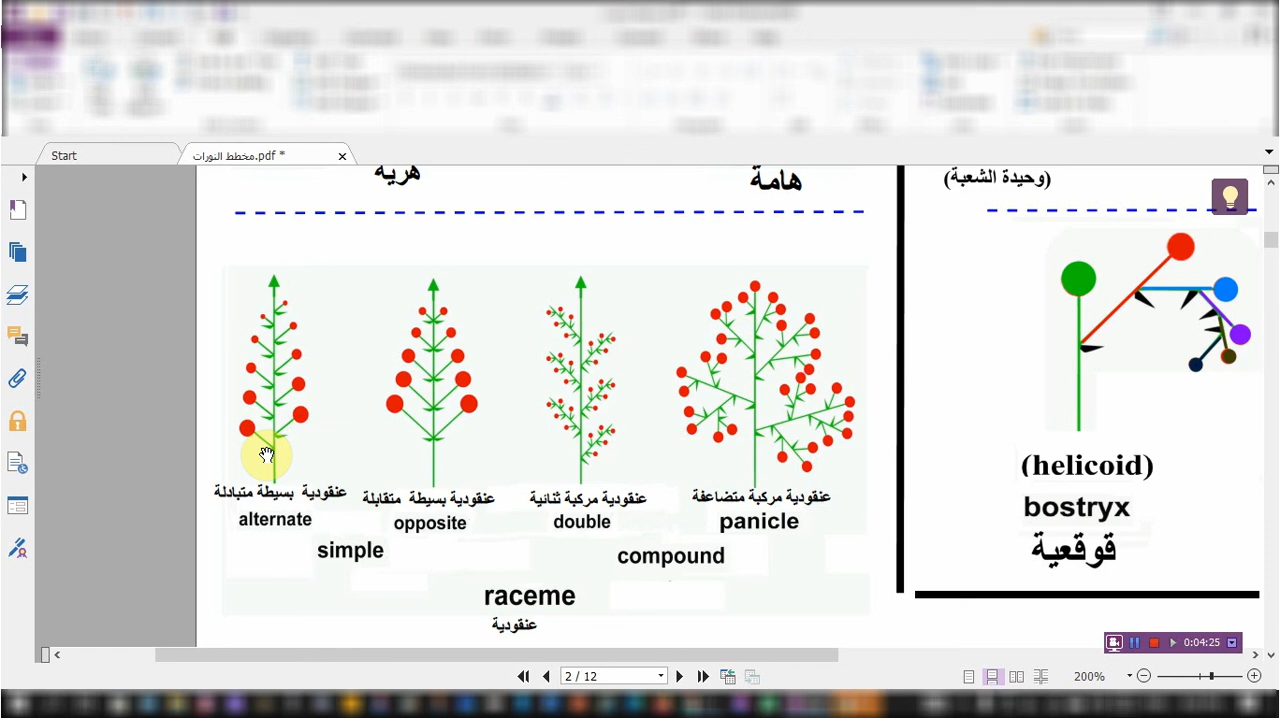 Start
مخطط النورات.pdf *
هرية
هامة
(وحيدة الشعبة)
عنقودية بسيطة متبادلة
alternate
عنقودية بسيطة متقابلة
opposite
عنقودية مركبة ثنائية
double
عنقودية مركبة متضاعفة
panicle
simple
compound
raceme
عنقودية
(helicoid)
bostryx
قوقعية
0:04:25
2 / 12
200%